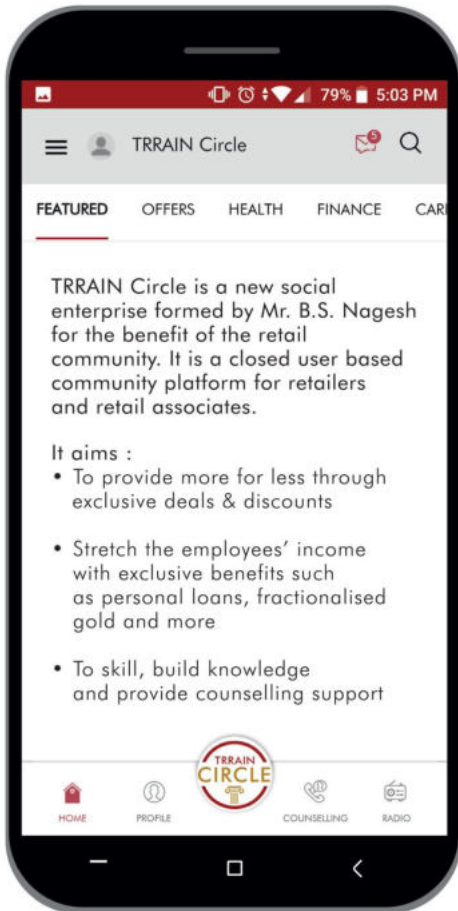 79% 5:03 PM
TRRAIN Circle
5
FEATURED OFFERS HEALTH FINANCE CARE
TRRAIN Circle is a new social
enterprise formed by Mr. B.S. Nagesh
for the benefit of the retail
community. It is a closed user based
community platform for retailers
and retail associates.
It aims :
• To provide more for less through
exclusive deals & discounts
• Stretch the employees' income
with exclusive benefits such
as personal loans, fractionalised
gold and more
• To skill, build knowledge
and provide counselling support
TRRAIN
CIRCLE
HOME PROFILE COUNSELLING RADIO